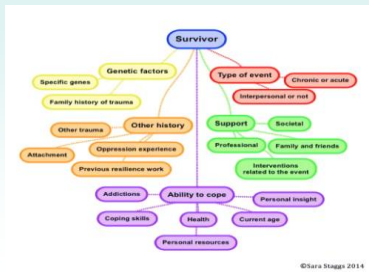 Survivor
Genetic factors
Specific genes
Family history of trauma
Type of event
Chronic or acute
Interpersonal or not
Other history
Other trauma
Attachment
Oppression experience
Previous resilience work
Support
Societal
Professional
Family and friends
Interventions
related to the event
Ability to cope
Addictions
Personal insight
Coping skills
Health
Current age
Personal resources
©Sara Staggs 2014